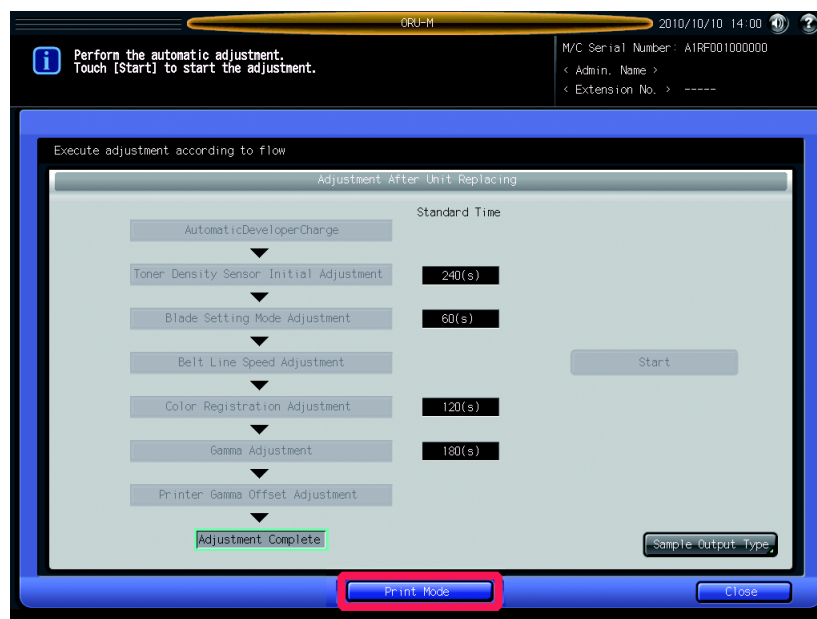 ORU-M
2010/10/10 14:00
Perform the automatic adjustment.
Touch [Start] to start the adjustment.
M/C Serial Number: A1RF001000000
< Admin. Name >
< Extension No. > -----
Execute adjustment according to flow
Adjustment After Unit Replacing
Standard Time
AutomaticDeveloperCharge
Toner Density Sensor Initial Adjustment 240(s)
Blade Setting Mode Adjustment 60(s)
Belt Line Speed Adjustment
Start
Color Registration Adjustment 120(s)
Gamma Adjustment 180(s)
Printer Gamma Offset Adjustment
Adjustment Complete
Sample Output Type
Print Mode
Close